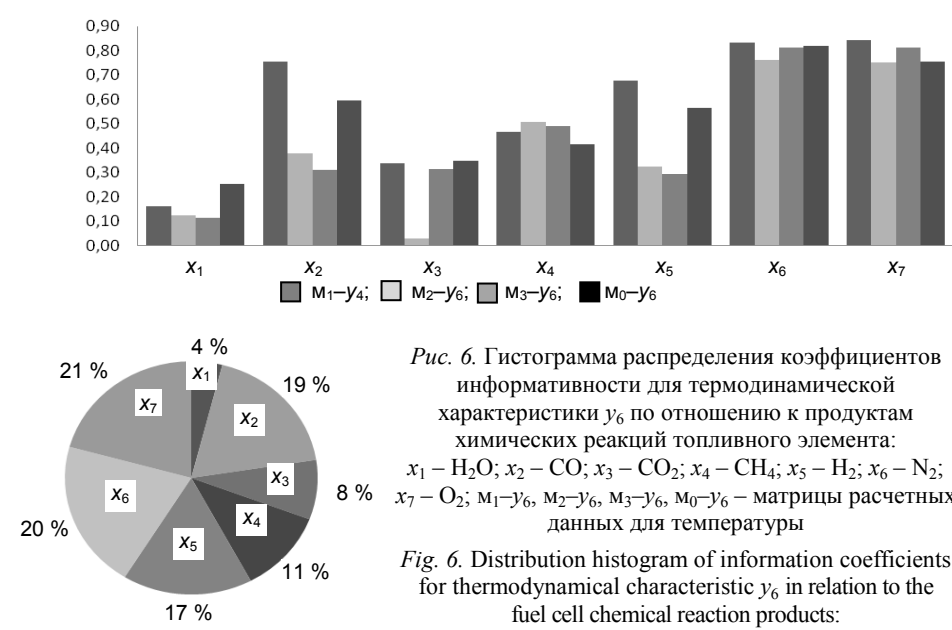 0,90
0,80
0,70
0,60
0,50
0,40
0,30
0,20
0,10
0,00
x₁ x₂ x₃ x₄ x₅ x₆ x₇
м₁–y₄; м₂–y₆; м₃–y₆; м₀–y₆
4 %
21 %
x₁
19 %
x₇
x₂
x₃
8 %
x₆
x₄
20 %
x₅
11 %
17 %
Рис. 6. Гистограмма распределения коэффициентов
информативности для термодинамической
характеристики y₆ по отношению к продуктам
химических реакций топливного элемента:
x₁ – H₂O; x₂ – CO; x₃ – CO₂; x₄ – CH₄; x₅ – H₂; x₆ – N₂;
x₇ – O₂; м₁–y₆, м₂–y₆, м₃–y₆, м₀–y₆ – матрицы расчетных
данных для температуры
Fig. 6. Distribution histogram of information coefficients
for thermodynamical characteristic y₆ in relation to the
fuel cell chemical reaction products: